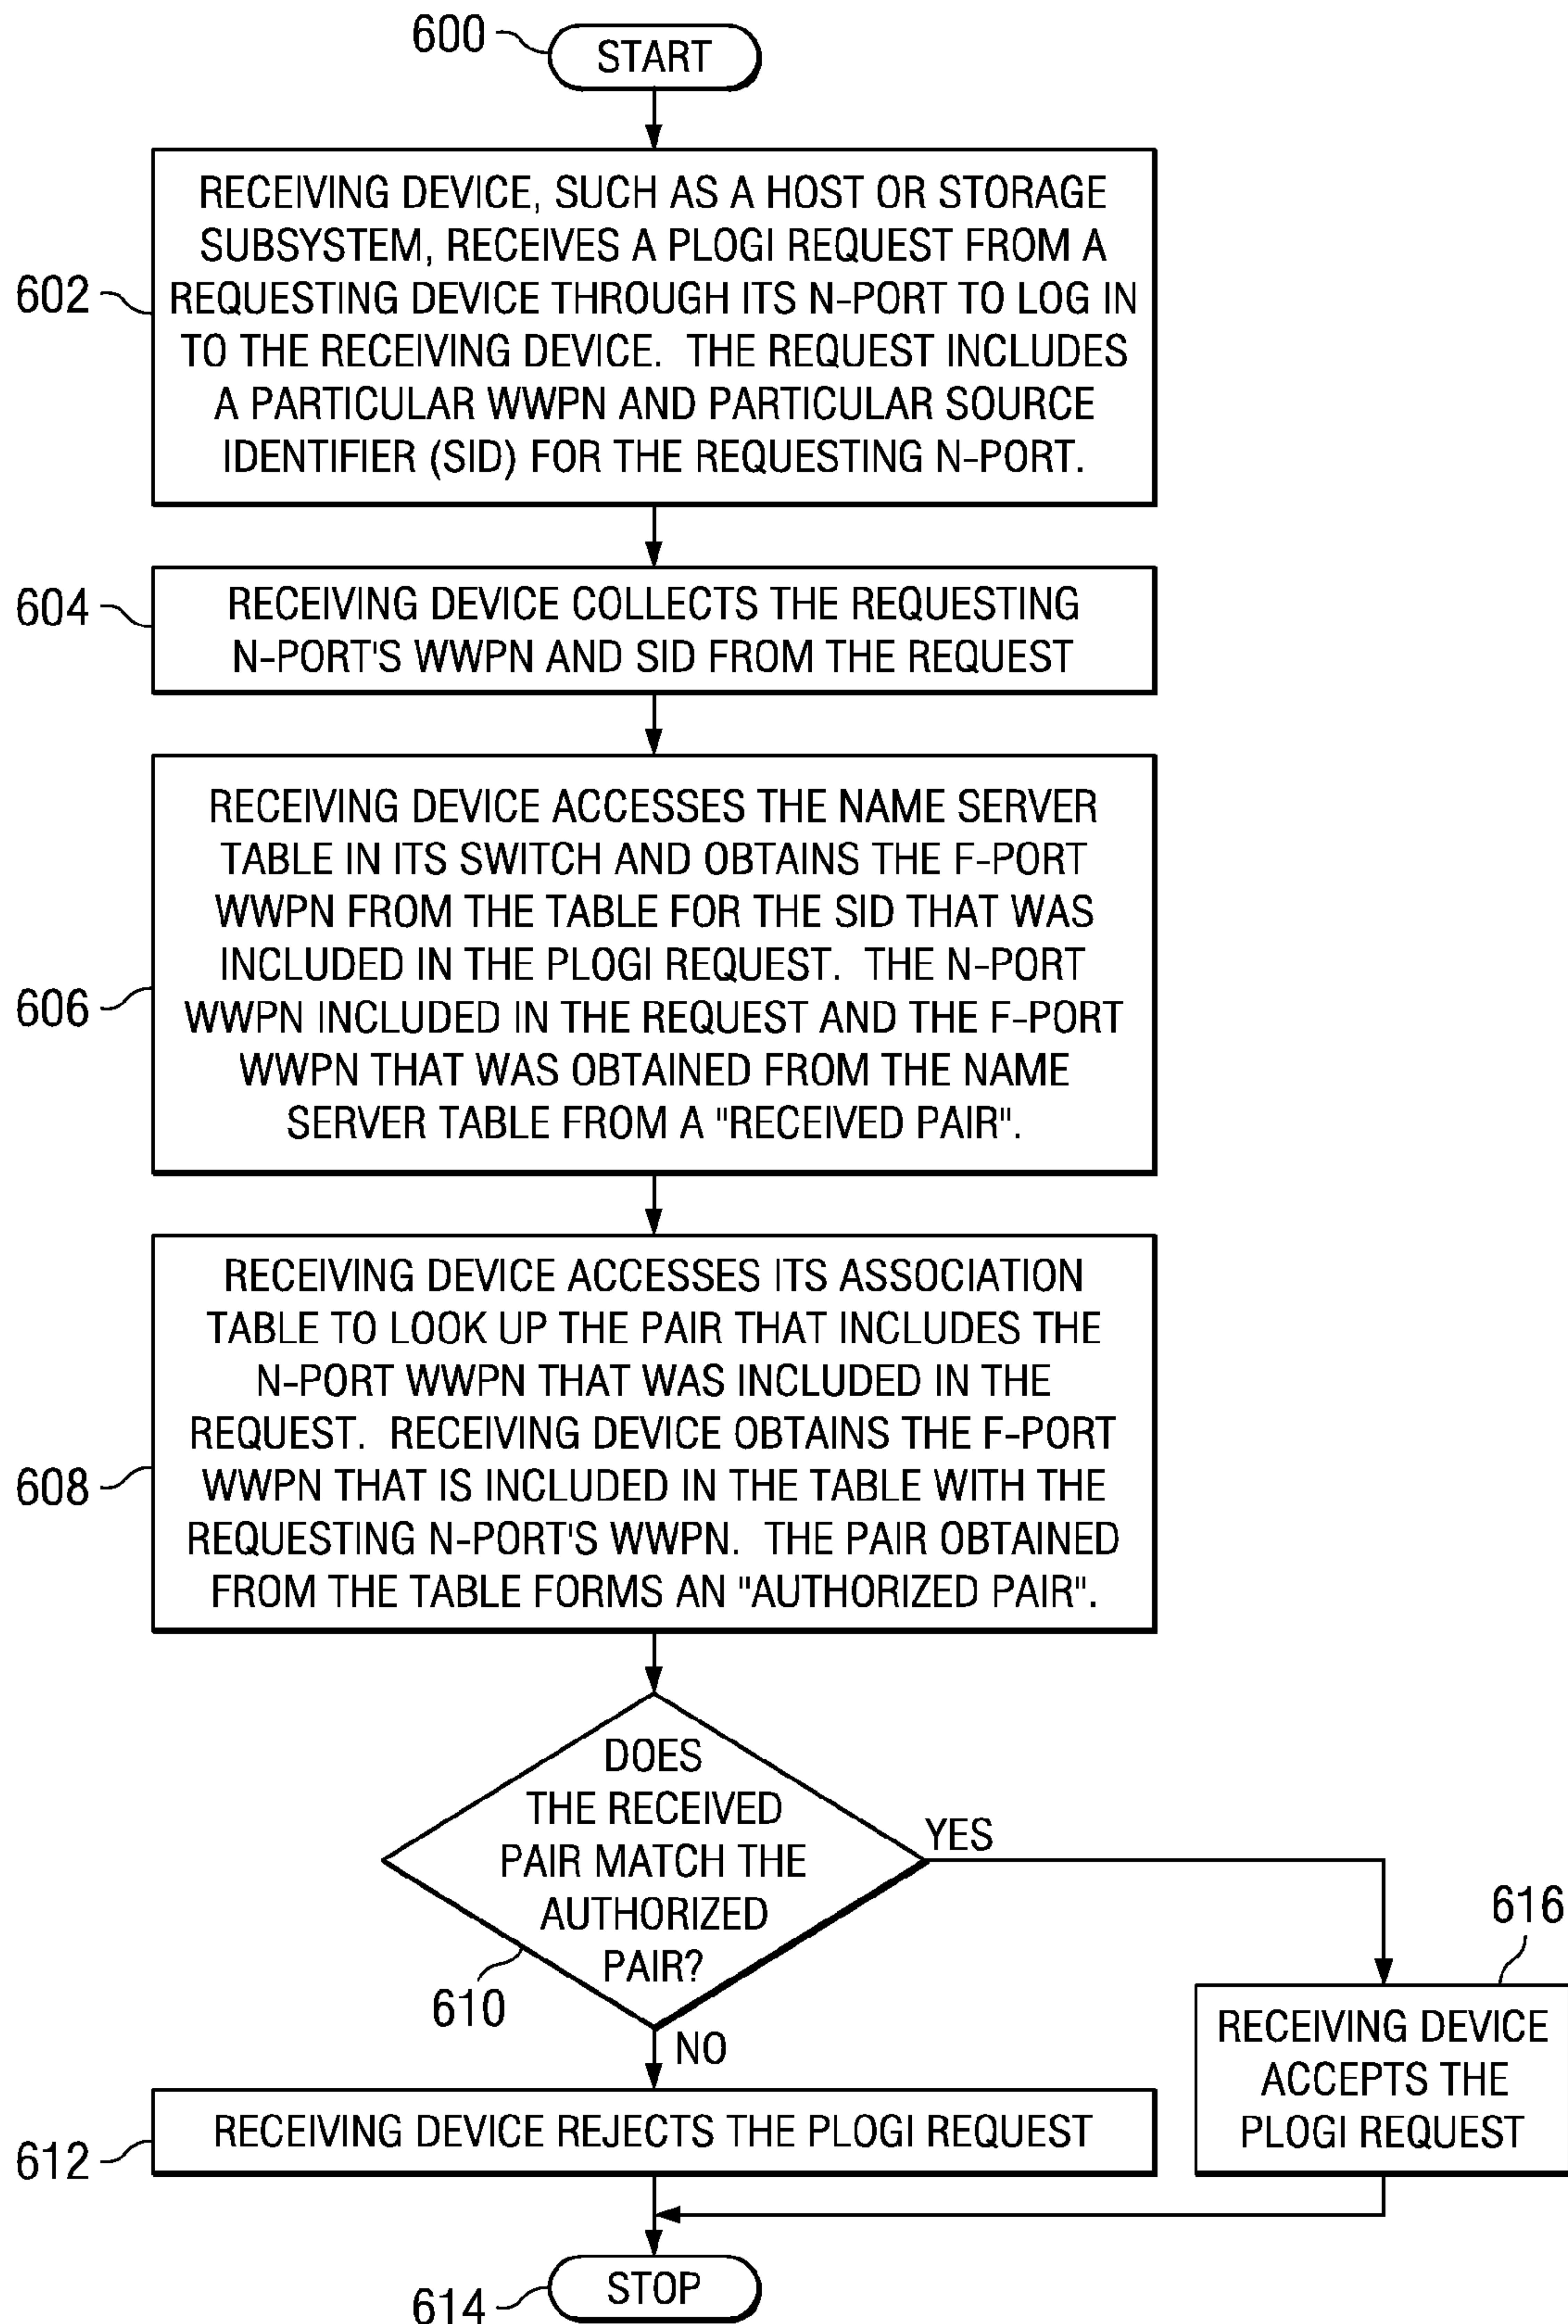 600
START
602
RECEIVING DEVICE, SUCH AS A HOST OR STORAGE
SUBSYSTEM, RECEIVES A PLOGI REQUEST FROM A
REQUESTING DEVICE THROUGH ITS N-PORT TO LOG IN
TO THE RECEIVING DEVICE. THE REQUEST INCLUDES
A PARTICULAR WWPN AND PARTICULAR SOURCE
IDENTIFIER (SID) FOR THE REQUESTING N-PORT.
604
RECEIVING DEVICE COLLECTS THE REQUESTING
N-PORT'S WWPN AND SID FROM THE REQUEST
606
RECEIVING DEVICE ACCESSES THE NAME SERVER
TABLE IN ITS SWITCH AND OBTAINS THE F-PORT
WWPN FROM THE TABLE FOR THE SID THAT WAS
INCLUDED IN THE PLOGI REQUEST. THE N-PORT
WWPN INCLUDED IN THE REQUEST AND THE F-PORT
WWPN THAT WAS OBTAINED FROM THE NAME
SERVER TABLE FROM A "RECEIVED PAIR".
608
RECEIVING DEVICE ACCESSES ITS ASSOCIATION
TABLE TO LOOK UP THE PAIR THAT INCLUDES THE
N-PORT WWPN THAT WAS INCLUDED IN THE
REQUEST. RECEIVING DEVICE OBTAINS THE F-PORT
WWPN THAT IS INCLUDED IN THE TABLE WITH THE
REQUESTING N-PORT'S WWPN. THE PAIR OBTAINED
FROM THE TABLE FORMS AN "AUTHORIZED PAIR".
DOES
THE RECEIVED
PAIR MATCH THE
AUTHORIZED
PAIR?
610
YES
NO
616
RECEIVING DEVICE
ACCEPTS THE
PLOGI REQUEST
612
RECEIVING DEVICE REJECTS THE PLOGI REQUEST
614
STOP